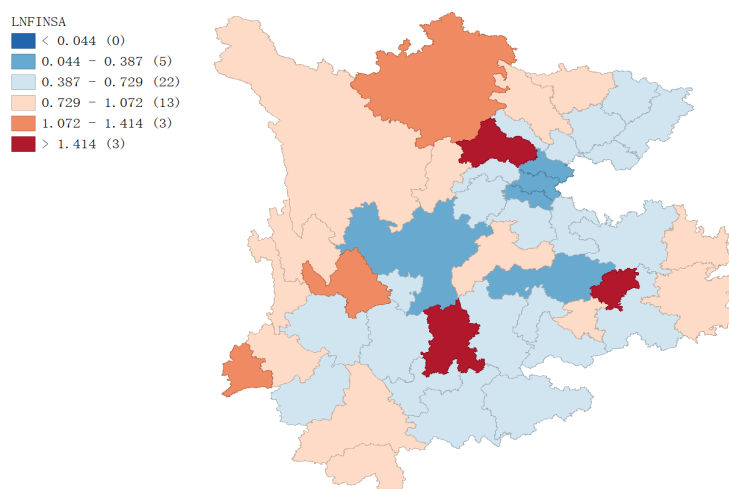 LNFINSA
< 0.044 (0)
0.044 - 0.387 (5)
0.387 - 0.729 (22)
0.729 - 1.072 (13)
1.072 - 1.414 (3)
> 1.414 (3)